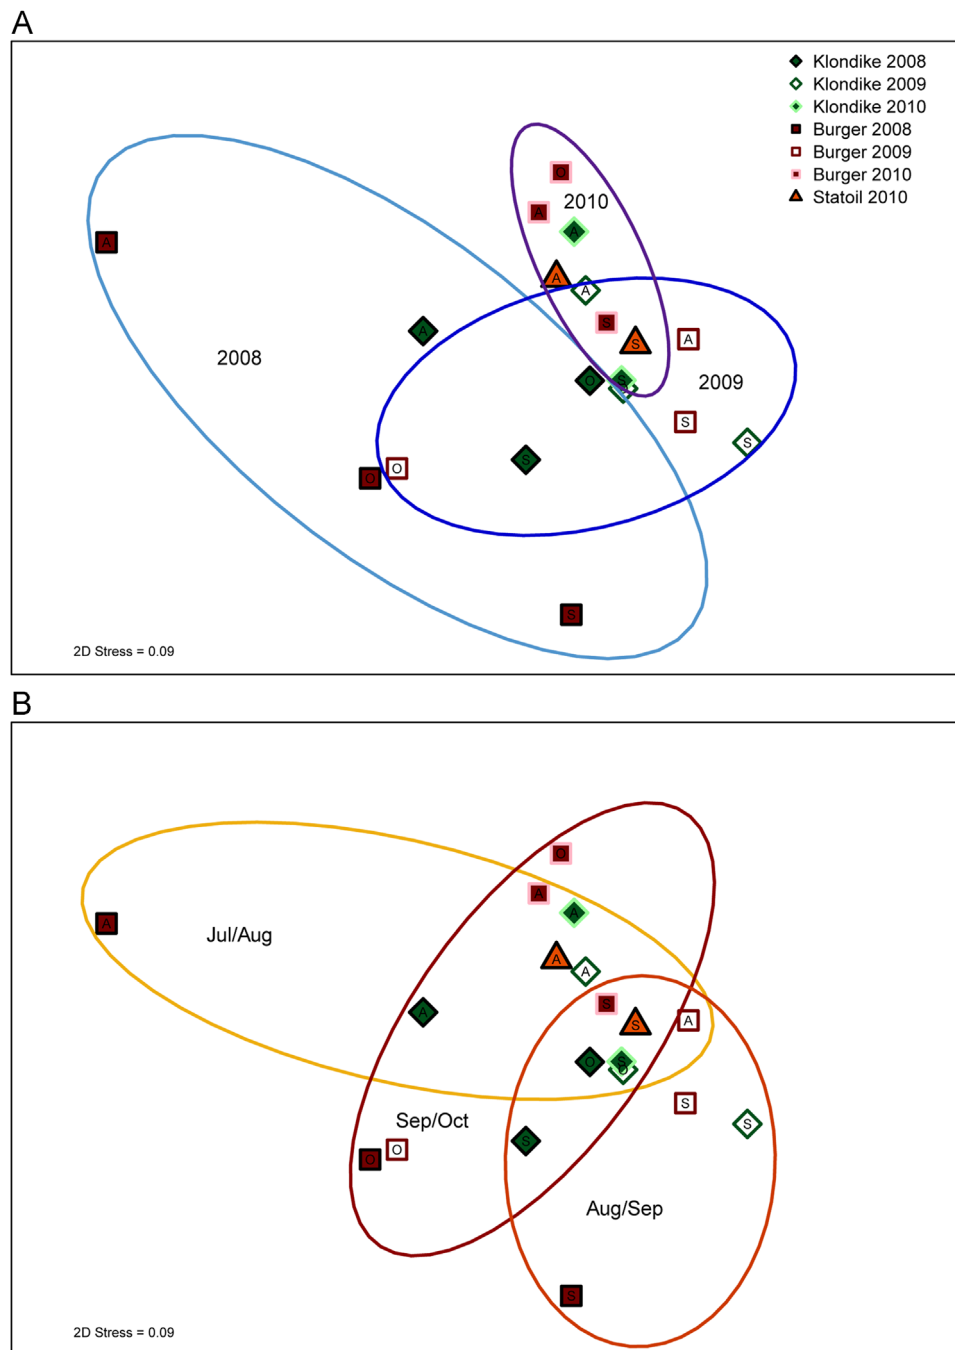 A
Klondike 2008
Klondike 2009
Klondike 2010
Burger 2008
Burger 2009
Burger 2010
Statoil 2010
O
2010
A
A
A
A
A
S
S
A
A
2008
O
S
2009
S
S
O
O
S
S
2D Stress = 0.09
B
O
A
A
A
Jul/Aug
A
A
S
A
S
A
O
S
O
S
S
Sep/Oct
S
O
O
Aug/Sep
S
2D Stress = 0.09